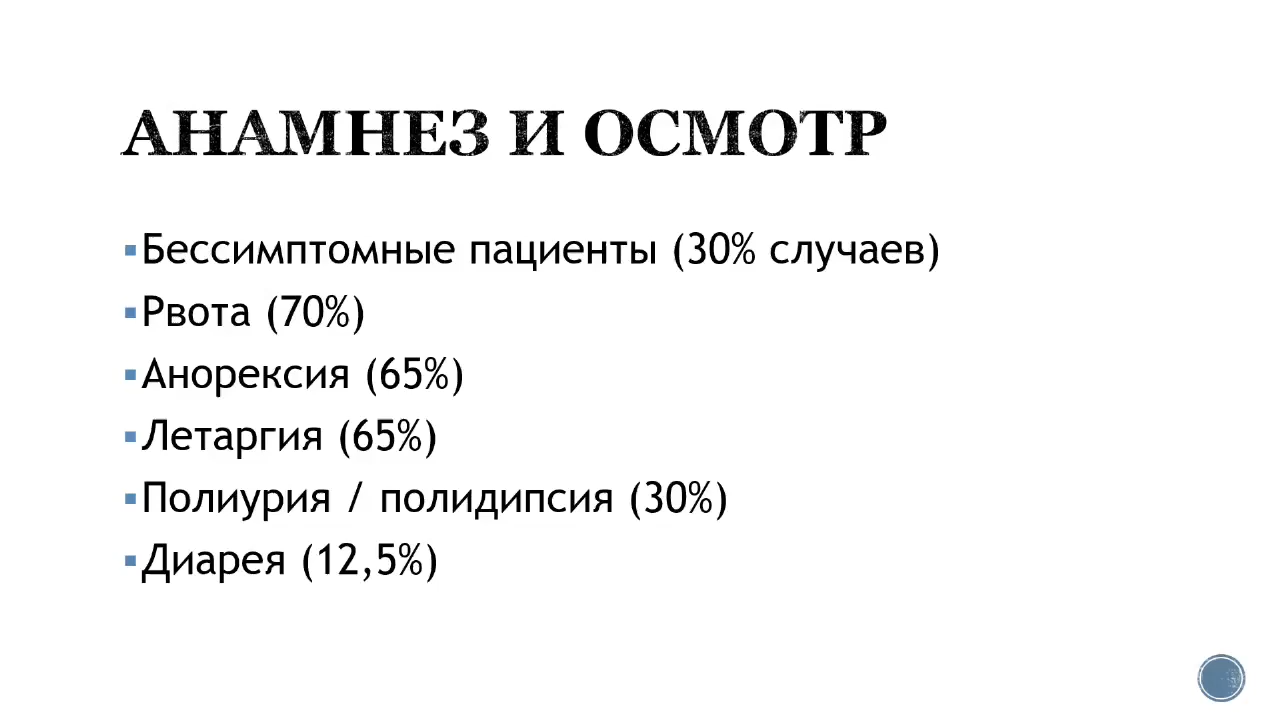 АНАМНЕЗ И ОСМОТР
▪Бессимптомные пациенты (30% случаев)
▪Рвота (70%)
▪Анорексия (65%)
▪Летаргия (65%)
▪Полиурия / полидипсия (30%)
▪Диарея (12,5%)